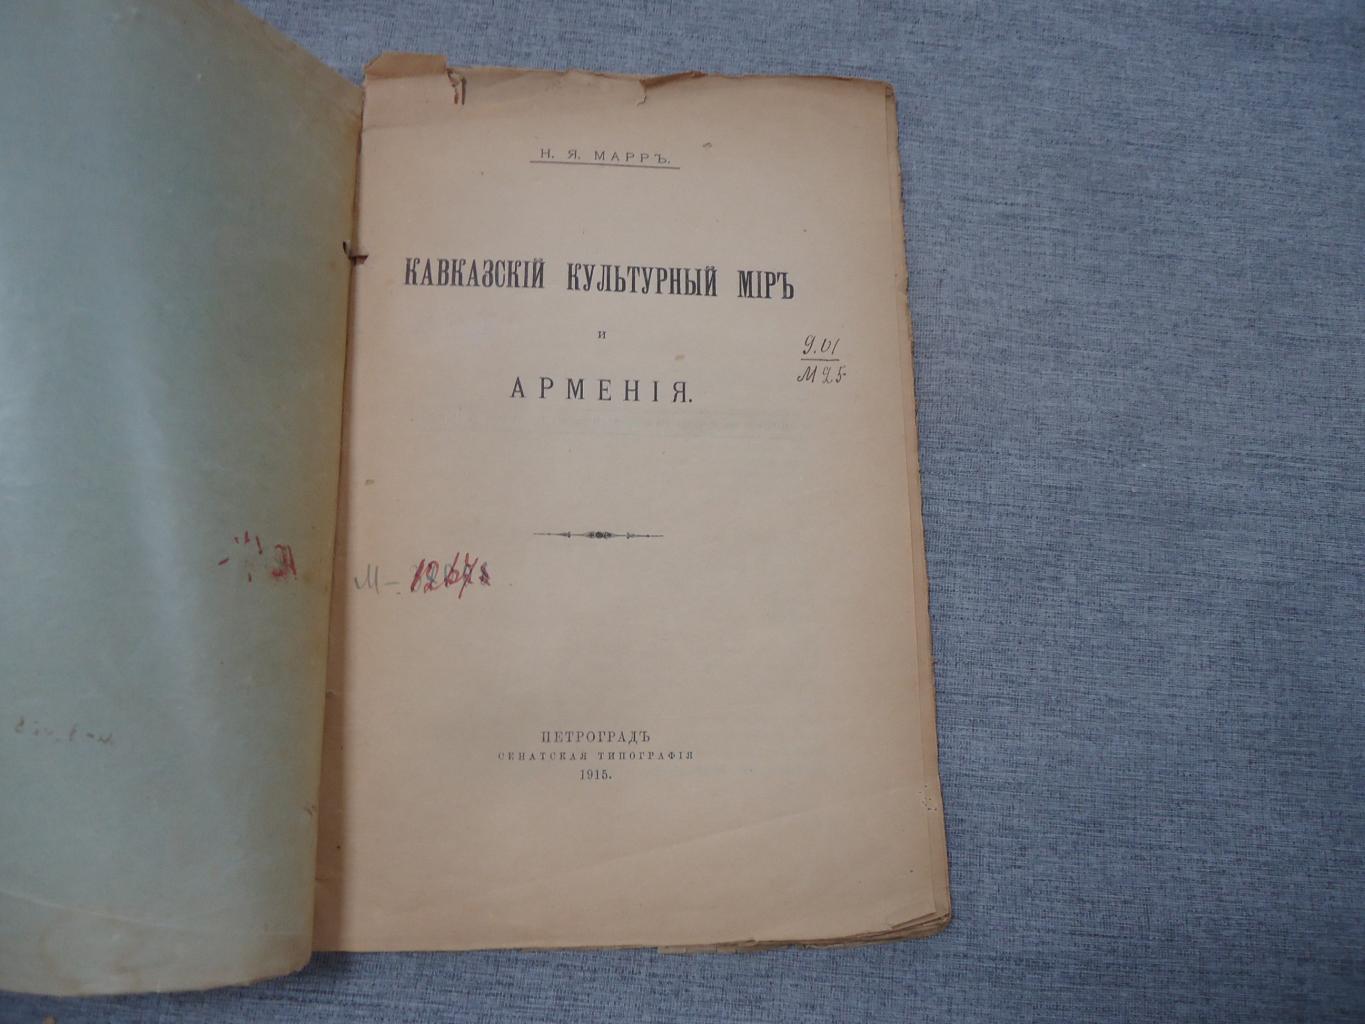 Н. Я. МАРРЪ.
КАВКАЗСКІЙ КУЛЬТУРНЫЙ МІРЪ
И
АРМЕНІЯ.
9.01
М 25
М-
ПЕТРОГРАДЪ
СЕНАТСКАЯ ТИПОГРАФІЯ
1915.